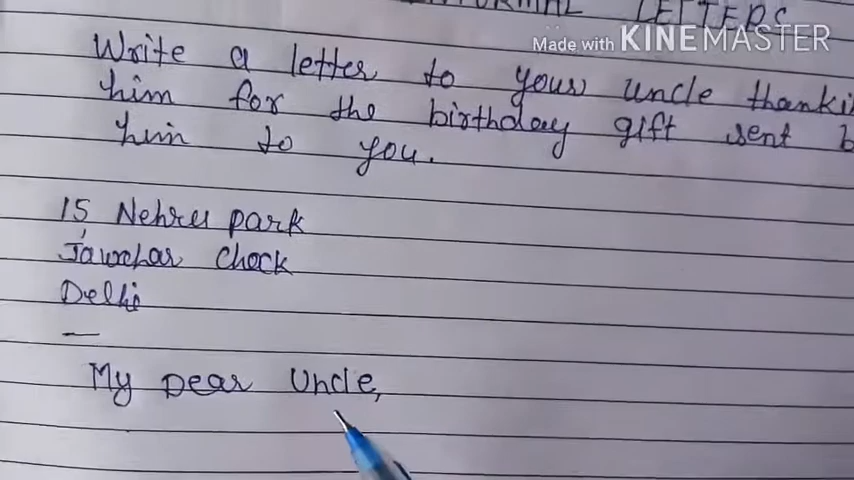 LETTERS
Made with KINEMASTER
Write a letter to your uncle thanki
him for the birthday gift sent b
him to you.
15 Nehru park
Jawahar Chock
Delhi
—
My Dear Uncle,